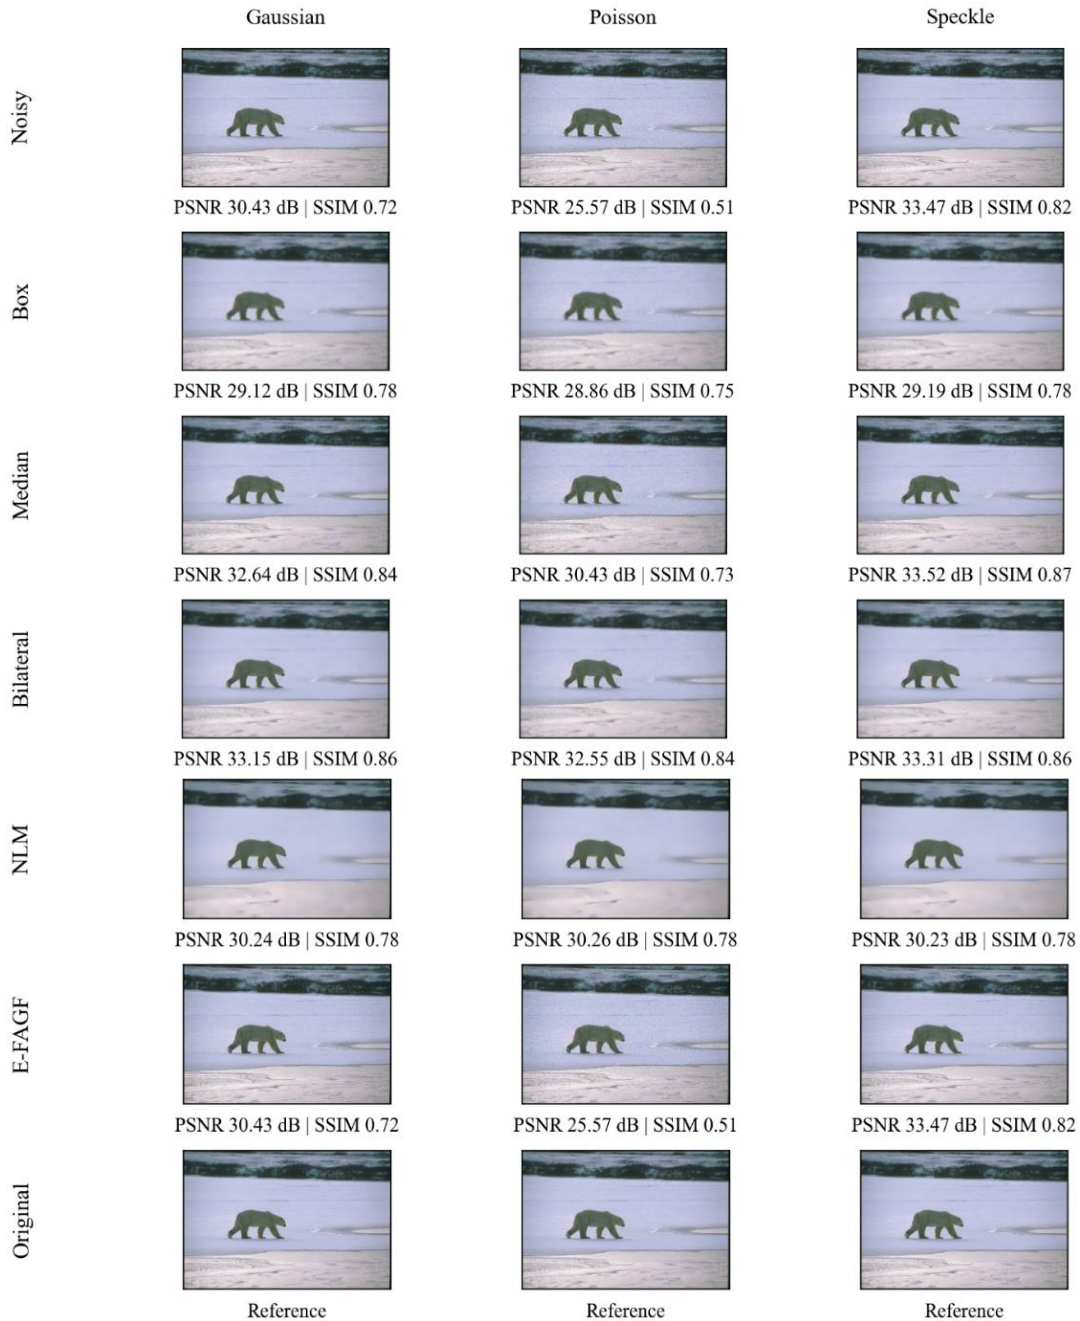 Gaussian Poisson Speckle
Noisy
PSNR 30.43 dB | SSIM 0.72 PSNR 25.57 dB | SSIM 0.51 PSNR 33.47 dB | SSIM 0.82
Box
PSNR 29.12 dB | SSIM 0.78 PSNR 28.86 dB | SSIM 0.75 PSNR 29.19 dB | SSIM 0.78
Median
PSNR 32.64 dB | SSIM 0.84 PSNR 30.43 dB | SSIM 0.73 PSNR 33.52 dB | SSIM 0.87
Bilateral
PSNR 33.15 dB | SSIM 0.86 PSNR 32.55 dB | SSIM 0.84 PSNR 33.31 dB | SSIM 0.86
NLM
PSNR 30.24 dB | SSIM 0.78 PSNR 30.26 dB | SSIM 0.78 PSNR 30.23 dB | SSIM 0.78
E-FAGF
PSNR 30.43 dB | SSIM 0.72 PSNR 25.57 dB | SSIM 0.51 PSNR 33.47 dB | SSIM 0.82
Original
Reference Reference Reference